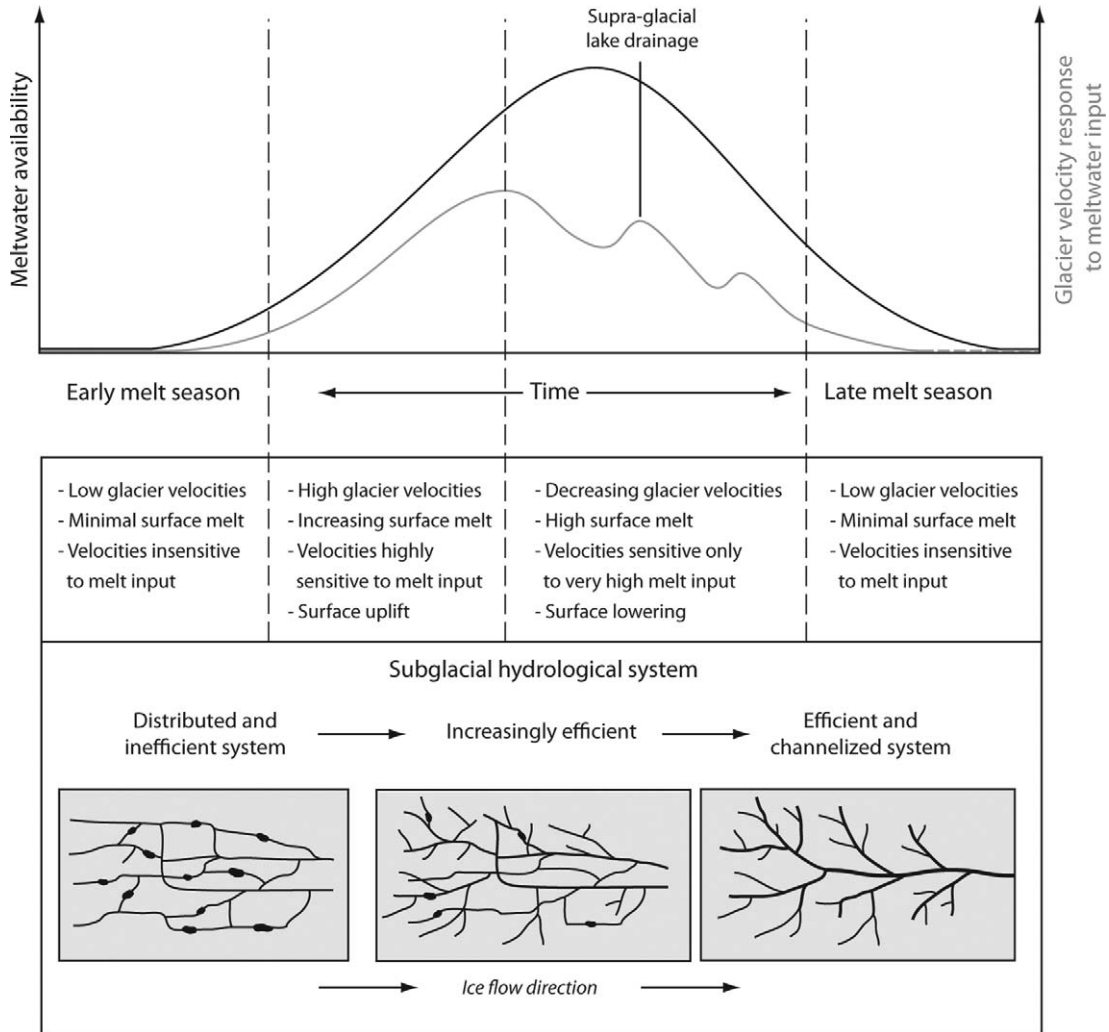 Supra-glacial
lake drainage
Meltwater availability
Glacier velocity response
to meltwater input
Early melt season
Time
Late melt season
- Low glacier velocities
- Minimal surface melt
- Velocities insensitive
to melt input
- High glacier velocities
- Increasing surface melt
- Velocities highly
sensitive to melt input
- Surface uplift
- Decreasing glacier velocities
- High surface melt
- Velocities sensitive only
to very high melt input
- Surface lowering
- Low glacier velocities
- Minimal surface melt
- Velocities insensitive
to melt input
Subglacial hydrological system
Distributed and
inefficient system
Increasingly efficient
Efficient and
channelized system
Ice flow direction